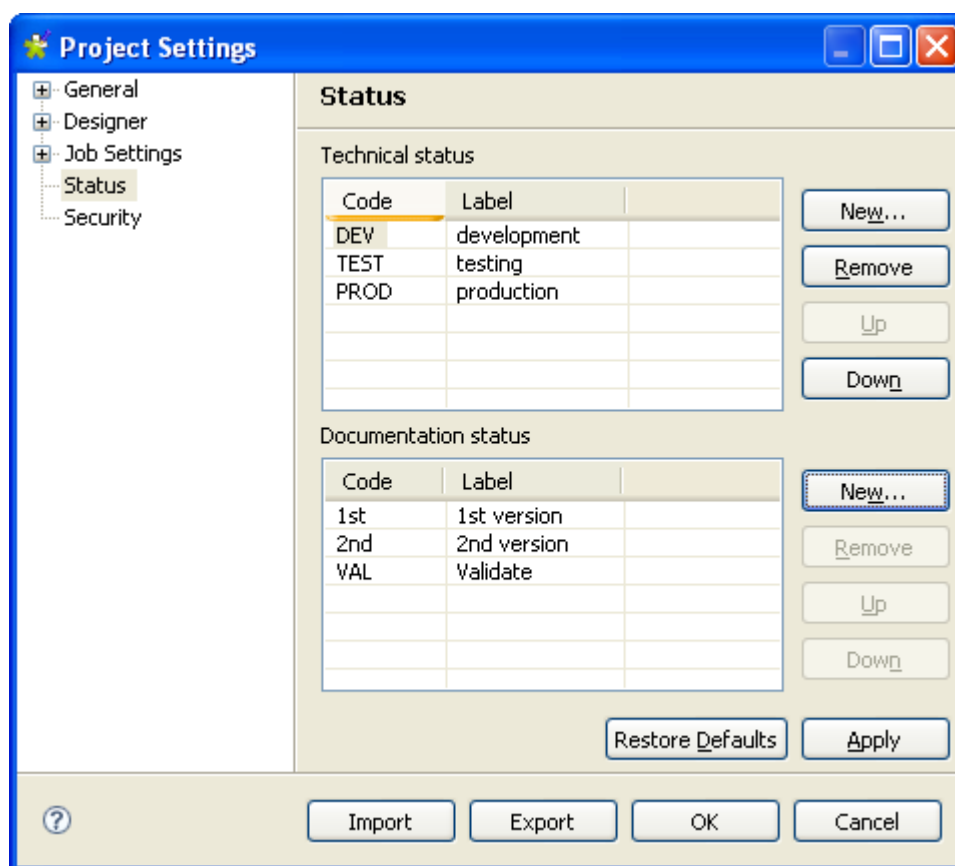 Project Settings
General
Designer
Job Settings
Status
Security
Status
Technical status
Code Label
DEV development
TEST testing
PROD production
New...
Remove
Up
Down
Documentation status
Code Label
1st 1st version
2nd 2nd version
VAL Validate
New...
Remove
Up
Down
Restore Defaults Apply
? Import Export OK Cancel